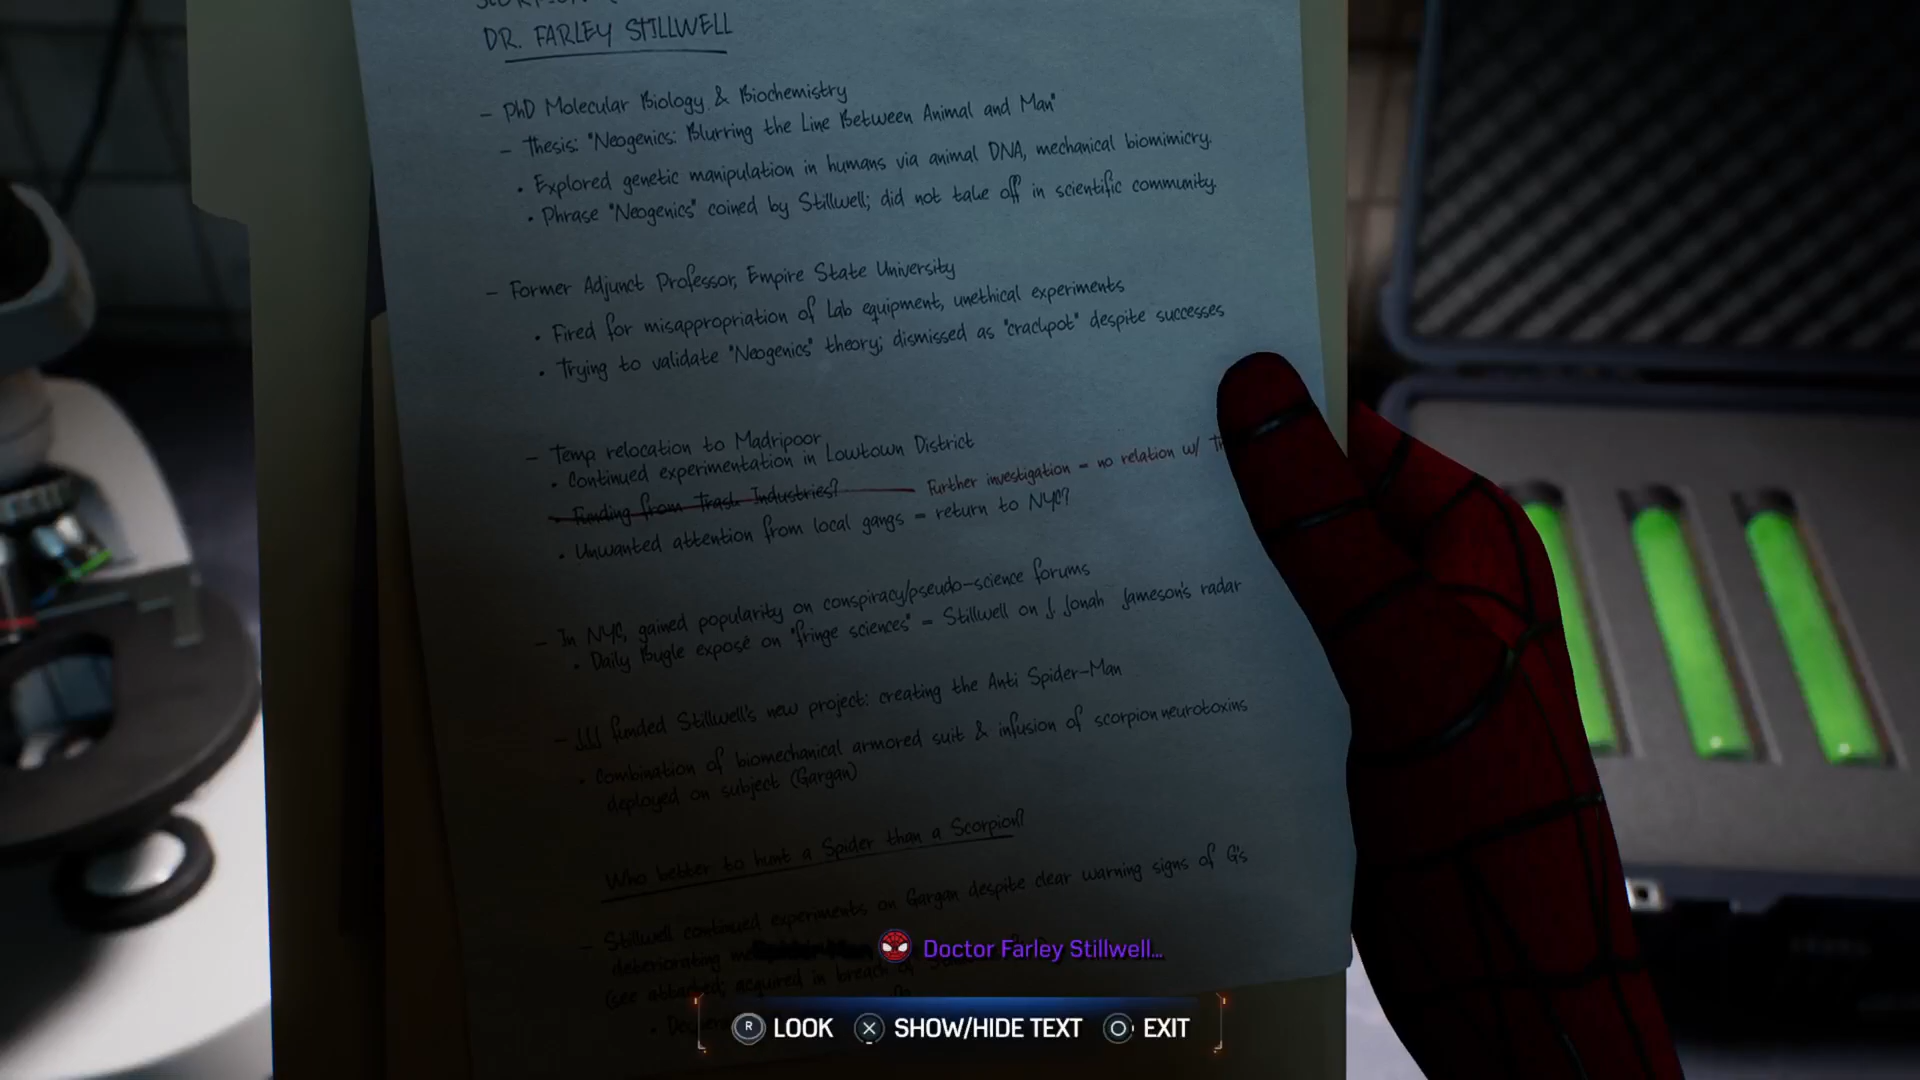 DR. FARLEY STILLWELL
- PhD Molecular Biology & Biochemistry
- Thesis: "Neogenics: Blurring the Line Between Animal and Man"
• Explored genetic manipulation in humans via animal DNA, mechanical biomimicry.
• Phrase "Neogenics" coined by Stillwell; did not take off in scientific community.
- Former Adjunct Professor, Empire State University
• Fired for misappropriation of Lab equipment, unethical experiments
• Trying to validate "Neogenics" theory; dismissed as "crackpot" despite successes
- Temp relocation to Madripoor
• Continued experimentation in Lowtown District
• Funding from Trask Industries? Further investigation = no relation w/
• Unwanted attention from local gangs = return to NYC?
- In NYC, gained popularity on conspiracy/pseudo-science forums
• Daily Bugle exposé on "fringe sciences" = Stillwell on J. Jonah Jameson's radar
- JJJ funded Stillwell's new project: creating the Anti Spider-Man
• Combination of biomechanical armored suit & infusion of scorpion neurotoxins
deployed on subject (Gargan)
Who better to hunt a Spider than a Scorpion?
- Stillwell continued experiments on Gargan despite clear warning signs of G's
deteriorating
(see attached; acquired in breach of
Doctor Farley Stillwell...
R LOOK X SHOW/HIDE TEXT O EXIT